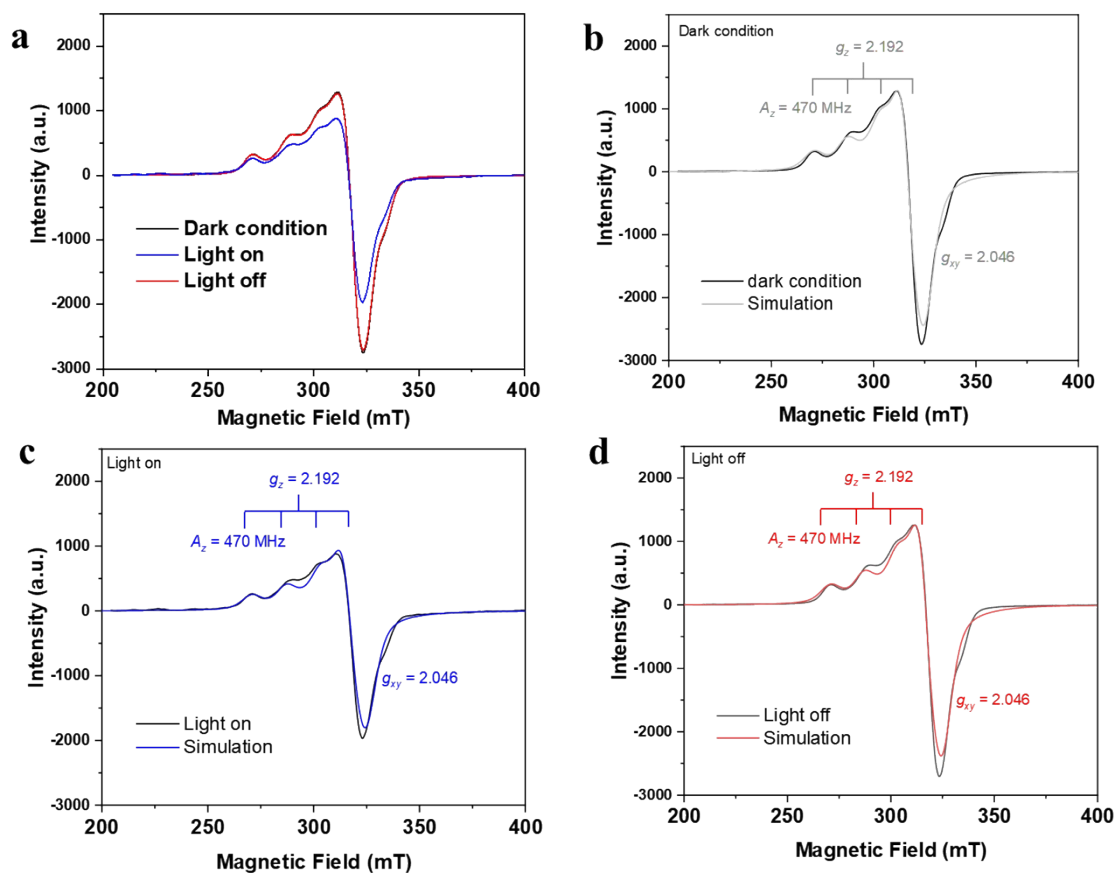 a
Intensity (a.u.)
2000
1000
0
-1000
-2000
-3000
Dark condition
Light on
Light off
200
250
300
350
400
Magnetic Field (mT)
b
Dark condition
Intensity (a.u.)
2000
1000
0
-1000
-2000
-3000
gz = 2.192
Az = 470 MHz
gxy = 2.046
dark condition
Simulation
200
250
300
350
400
Magnetic Field (mT)
c
Light on
Intensity (a.u.)
2000
1000
0
-1000
-2000
-3000
gz = 2.192
Az = 470 MHz
gxy = 2.046
Light on
Simulation
200
250
300
350
400
Magnetic Field (mT)
d
Light off
Intensity (a.u.)
2000
1000
0
-1000
-2000
-3000
gz = 2.192
Az = 470 MHz
gxy = 2.046
Light off
Simulation
200
250
300
350
400
Magnetic Field (mT)